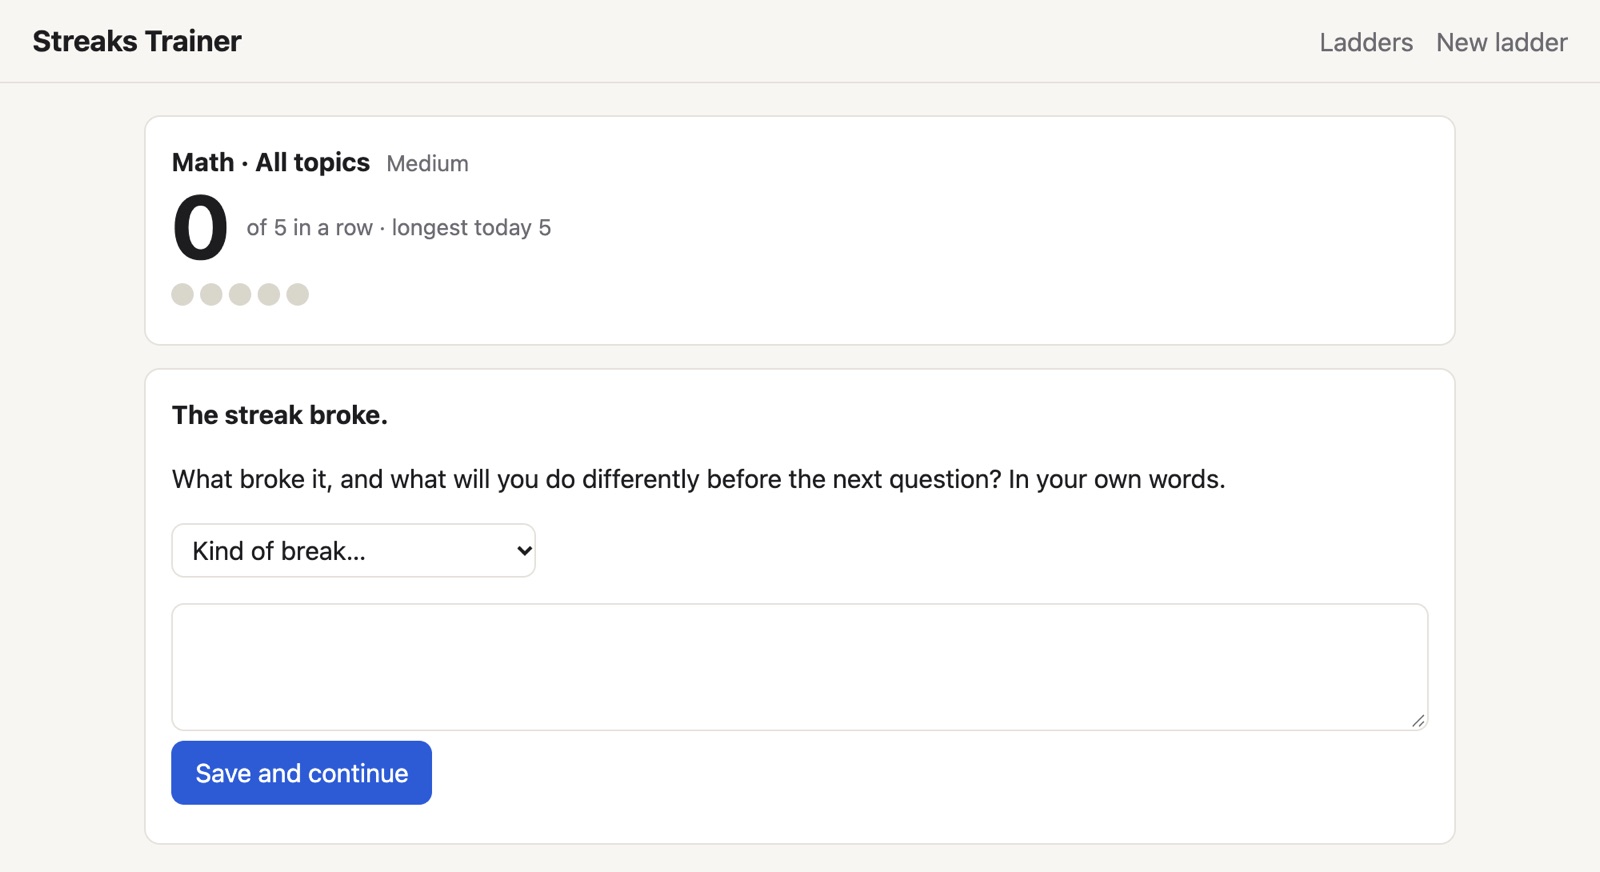 Streaks Trainer
Ladders New ladder
Math · All topics Medium
0 of 5 in a row · longest today 5
The streak broke.
What broke it, and what will you do differently before the next question? In your own words.
Kind of break...
Save and continue